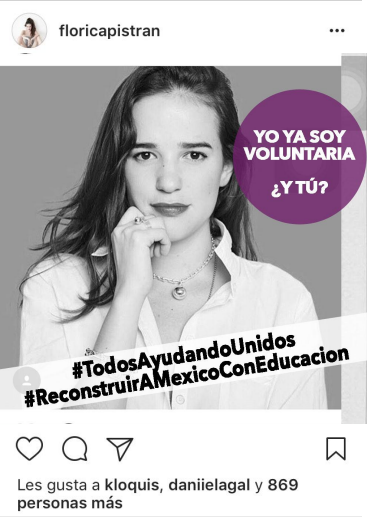 floricapistran
YO YA SOY
VOLUNTARIA
¿Y TÚ?
#TodosAyudandoUnidos
#ReconstruirAMexicoConEducacion
Les gusta a kloquis, daniielagal y 869
personas más